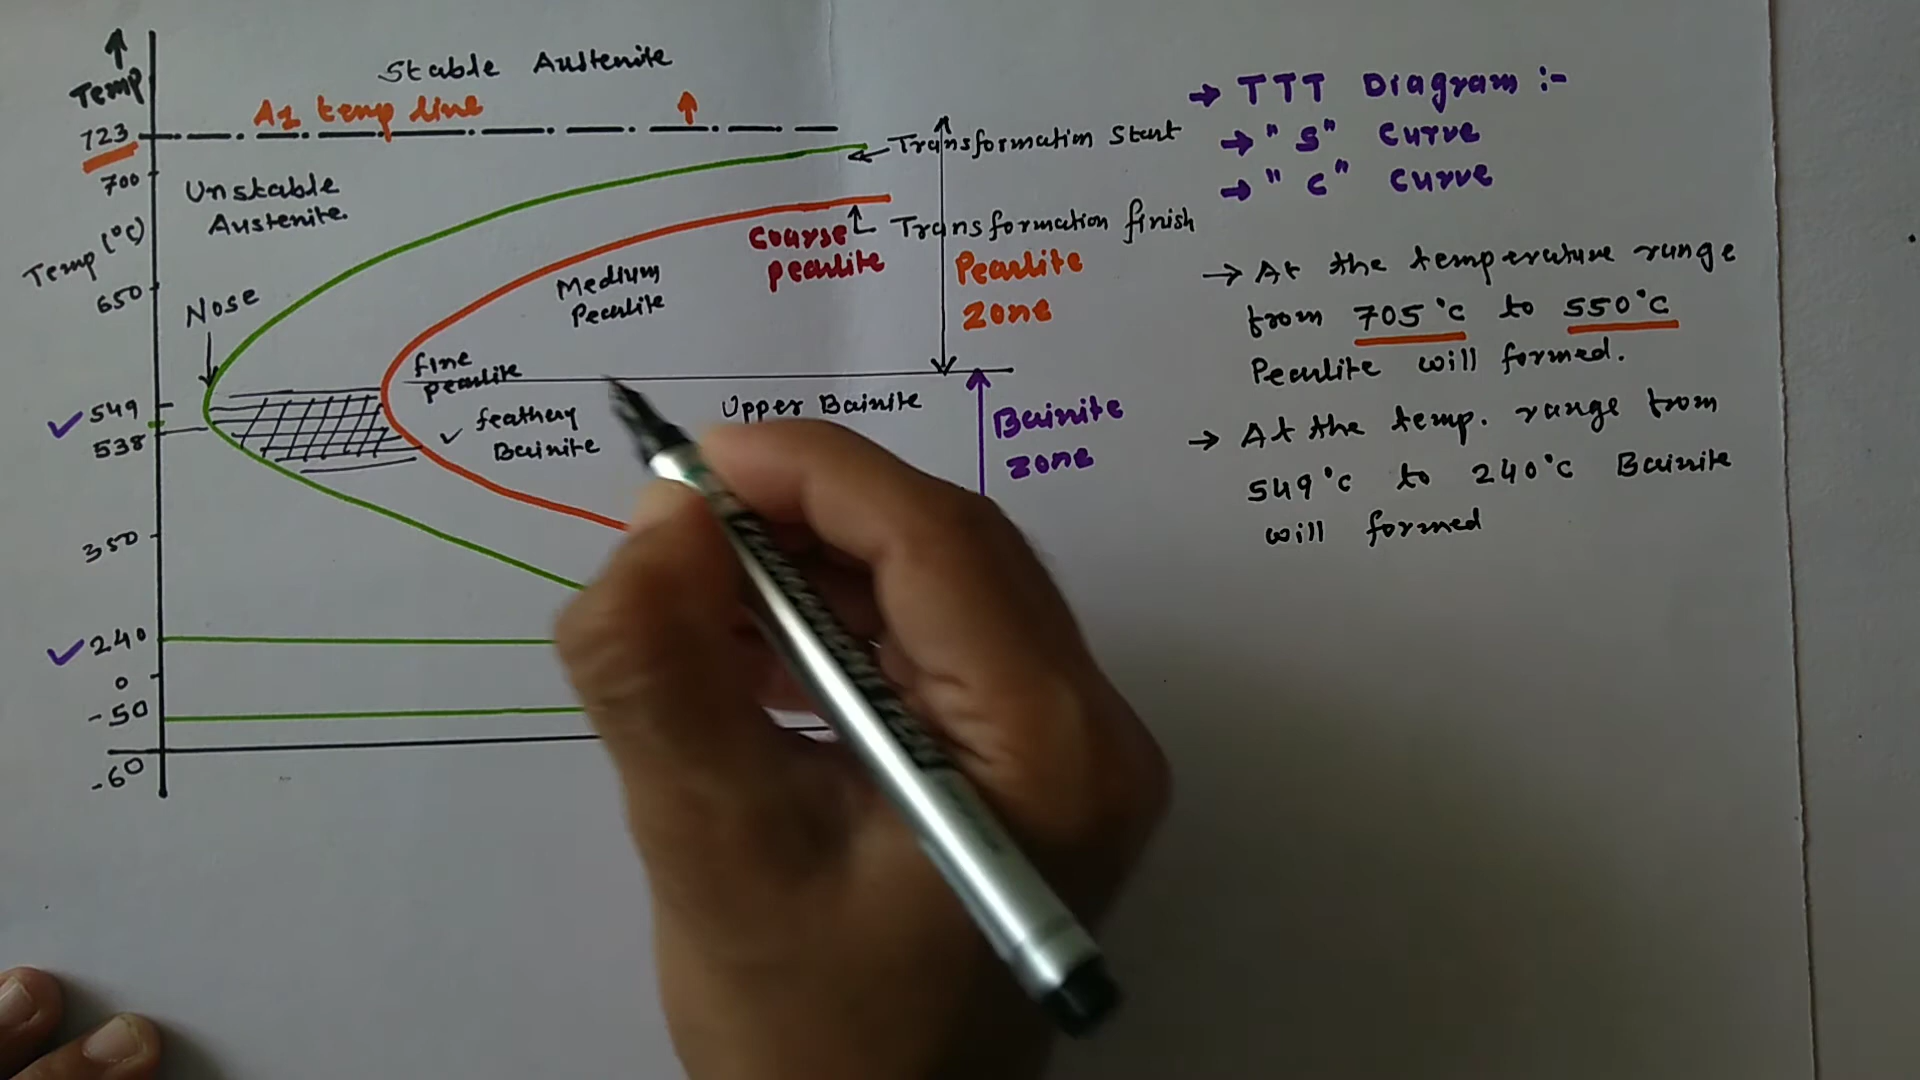 Temp
723
700
Temp (°C)
650
549
538
350
240
0
-50
-60
Stable Austenite
A1 temp line
Unstable
Austenite.
Nose
Transformation Start
Transformation finish
Coarse
Pearlite
Medium
Pearlite
Fine
Pearlite
Pearlite
Zone
feathery
Bainite
Upper Bainite
Bainite
Zone
→ TTT Diagram :-
→ "S" Curve
→ "C" Curve
→ At the temperature range
from 705°C to 550°C
Pearlite will formed.
→ At the temp. range from
549°C to 240°C Bainite
will formed